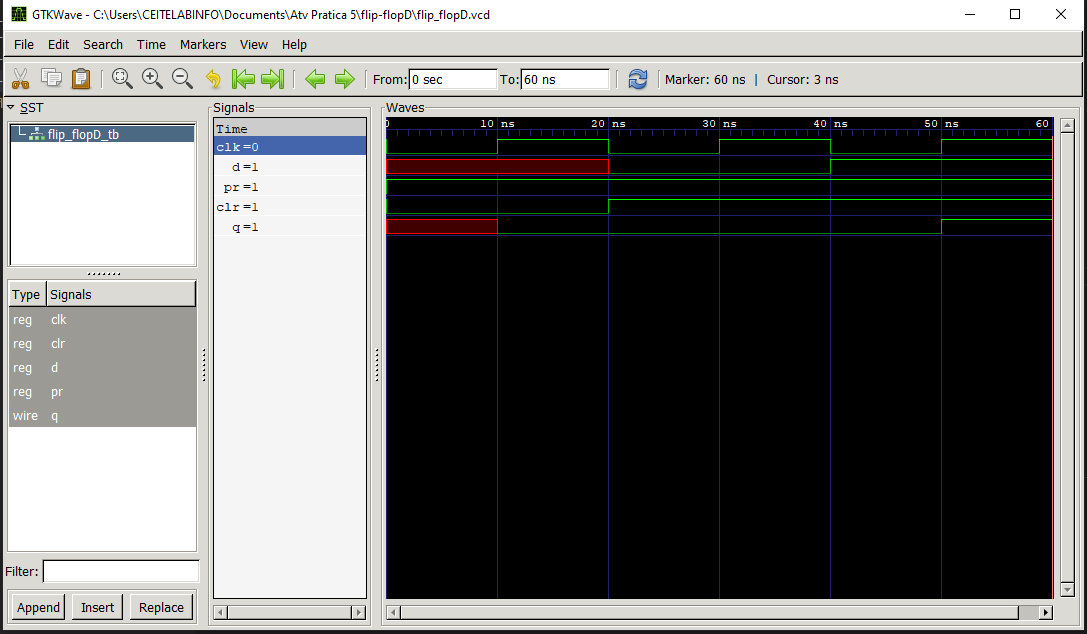 GTKWave - C:\Users\CEITELABINFO\Documents\Atv Pratica 5\flip-flopD\flip_flopD.vcd
File Edit Search Time Markers View Help
From: 0 sec To: 60 ns Marker: 60 ns | Cursor: 3 ns
SST
flip_flopD_tb
Type Signals
reg clk
reg clr
reg d
reg pr
wire q
Filter:
Append Insert Replace
Signals
Time
clk=0
d=1
pr=1
clr=1
q=1
Waves
0 10 ns 20 ns 30 ns 40 ns 50 ns 60